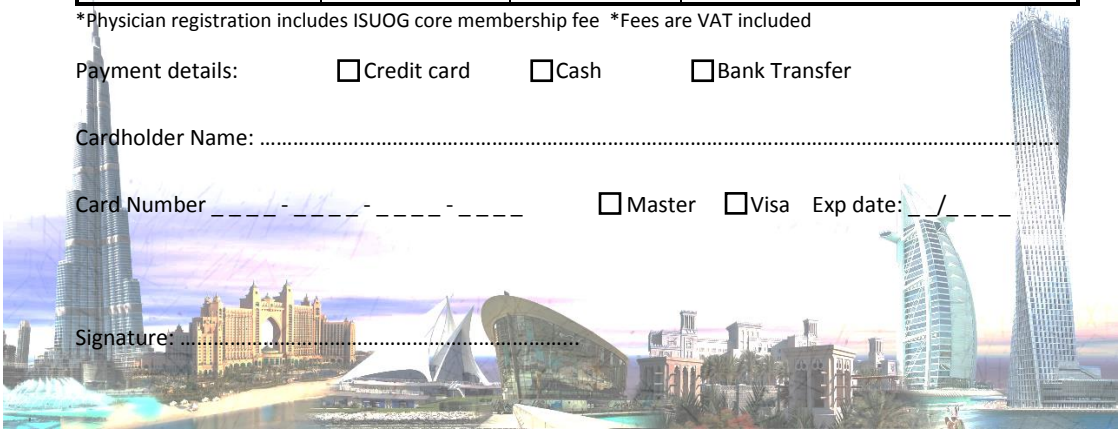 *Physician registration includes ISUOG core membership fee *Fees are VAT included
Payment details: ☐Credit card ☐Cash ☐Bank Transfer
Cardholder Name: ……………………………………………………………………………………………………………………………..……….
Card Number _ _ _ _ - _ _ _ _ - _ _ _ _ - _ _ _ _ ☐Master ☐Visa Exp date: _ _/_ _ _ _
Signature: ………………………………………………………………